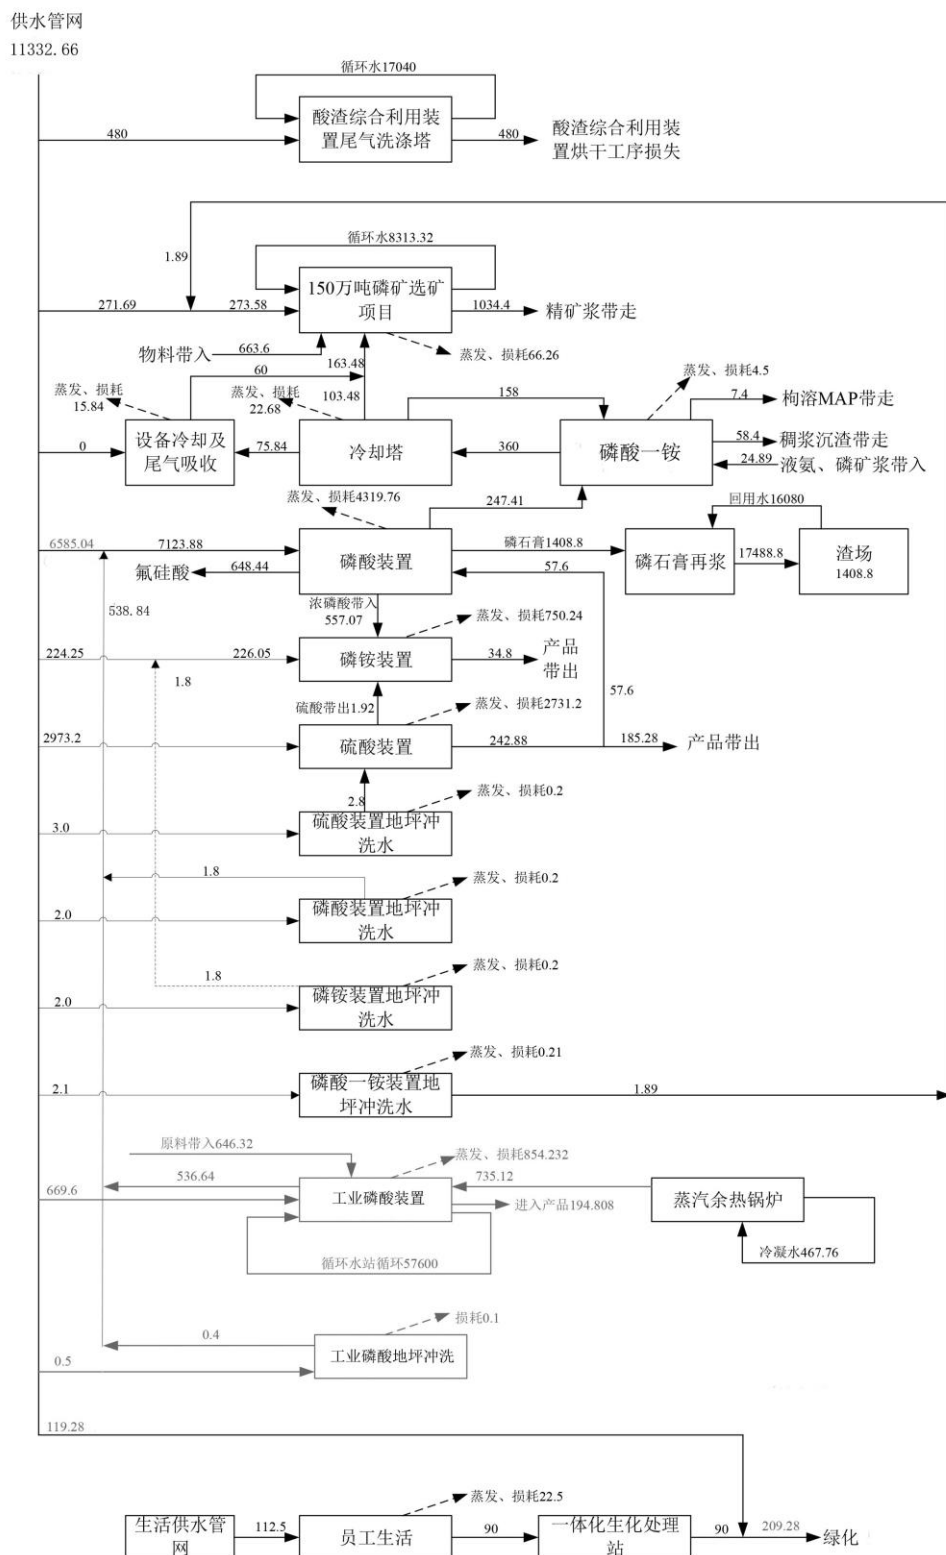 供水管网
11332.66
循环水17040
酸渣综合利用装
置尾气洗涤塔
480
480
酸渣综合利用装
置烘干工序损失
循环水8313.32
1.89
150万吨磷矿选矿
项目
271.69
273.58
1034.4
精矿浆带走
物料带入
663.6
蒸发、损耗66.26
60
163.48
103.48
蒸发、损耗
15.84
蒸发、损耗
22.68
158
蒸发、损耗4.5
7.4
枸溶MAP带走
0
设备冷却及
尾气吸收
75.84
冷却塔
360
磷酸一铵
58.4
稠浆沉渣带走
24.89
液氨、磷矿浆带入
蒸发、损耗4319.76
247.41
回用水16080
6585.04
7123.88
磷酸装置
磷石膏1408.8
磷石膏再浆
17488.8
渣场
1408.8
氟硅酸
648.44
57.6
538.84
浓磷酸带入
557.07
蒸发、损耗750.24
224.25
226.05
磷铵装置
34.8
产品
带出
1.8
57.6
硫酸带出1.92
蒸发、损耗2731.2
2973.2
硫酸装置
242.88
185.28
产品带出
2.8
蒸发、损耗0.2
3.0
硫酸装置地坪冲
洗水
1.8
蒸发、损耗0.2
2.0
磷酸装置地坪冲
洗水
1.8
蒸发、损耗0.2
2.0
磷铵装置地坪冲
洗水
蒸发、损耗0.21
2.1
磷酸一铵装置地
坪冲洗水
1.89
原料带入646.32
蒸发、损耗854.232
536.64
735.12
669.6
工业磷酸装置
进入产品194.808
蒸汽余热锅炉
循环水站循环57600
冷凝水467.76
损耗0.1
0.4
工业磷酸地坪冲洗
0.5
119.28
蒸发、损耗22.5
生活供水管
网
112.5
员工生活
90
一体化生化处理
站
90
209.28
绿化